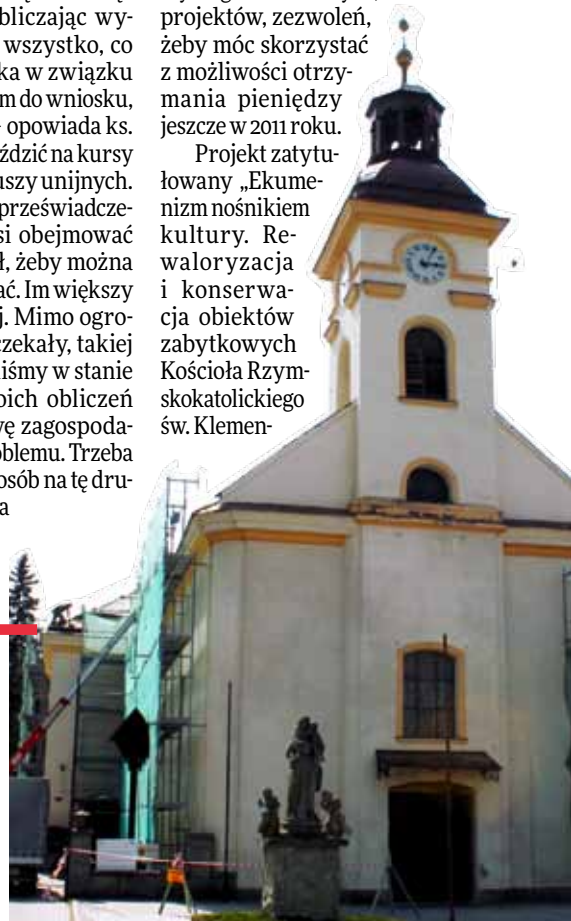 bliczając wy-
wszystko, co
ka w związku
m do wniosku,
opowiada ks.
ździć na kursy
uszy unijnych.
przeświadcze-
si obejmować
ł, żeby można
ać. Im większy
j. Mimo ogro-
zekały, takiej
liśmy w stanie
oich obliczeń
wę zagospoda-
blemu. Trzeba
osób na tę dru-
a
projektów, zezwoleń,
żeby móc skorzystać
z możliwości otrzy-
mania pieniędzy
jeszcze w 2011 roku.
Projekt zatytu-
łowany „Ekume-
nizm nośnikiem
kultury. Re-
waloryzacja
i konserwa-
cja obiektów
zabytkowych
Kościoła Rzym-
skokatolickiego
św. Klemen-